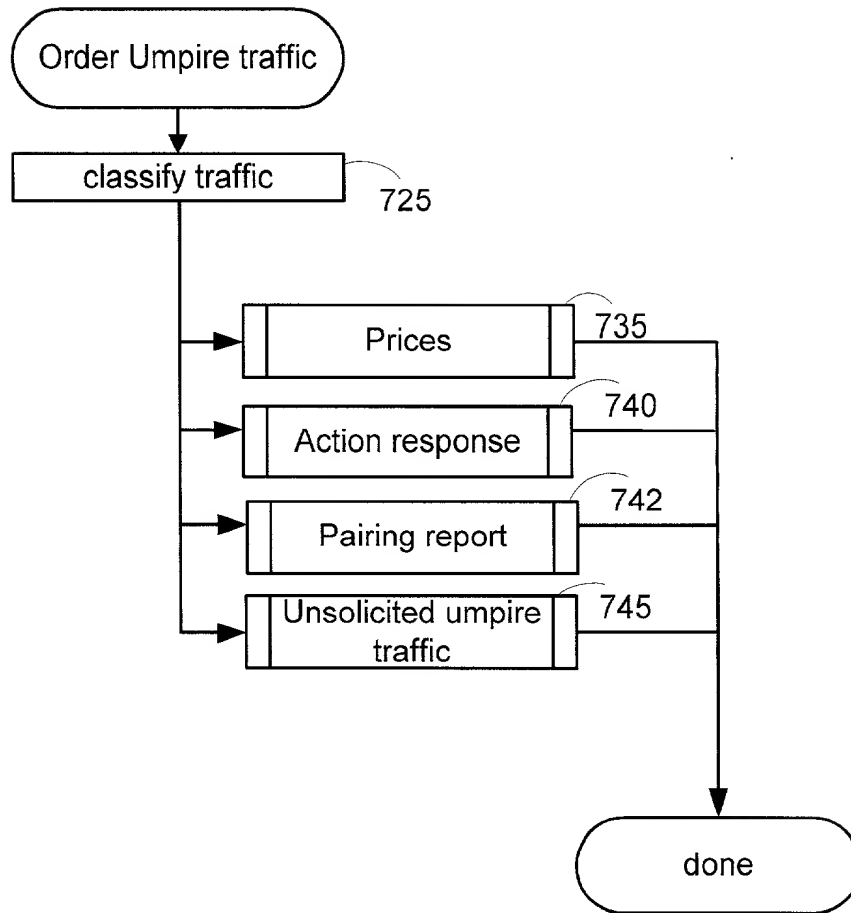 Order Umpire traffic
classify traffic
725
Prices
735
Action response
740
Pairing report
742
Unsolicited umpire
traffic
745
done